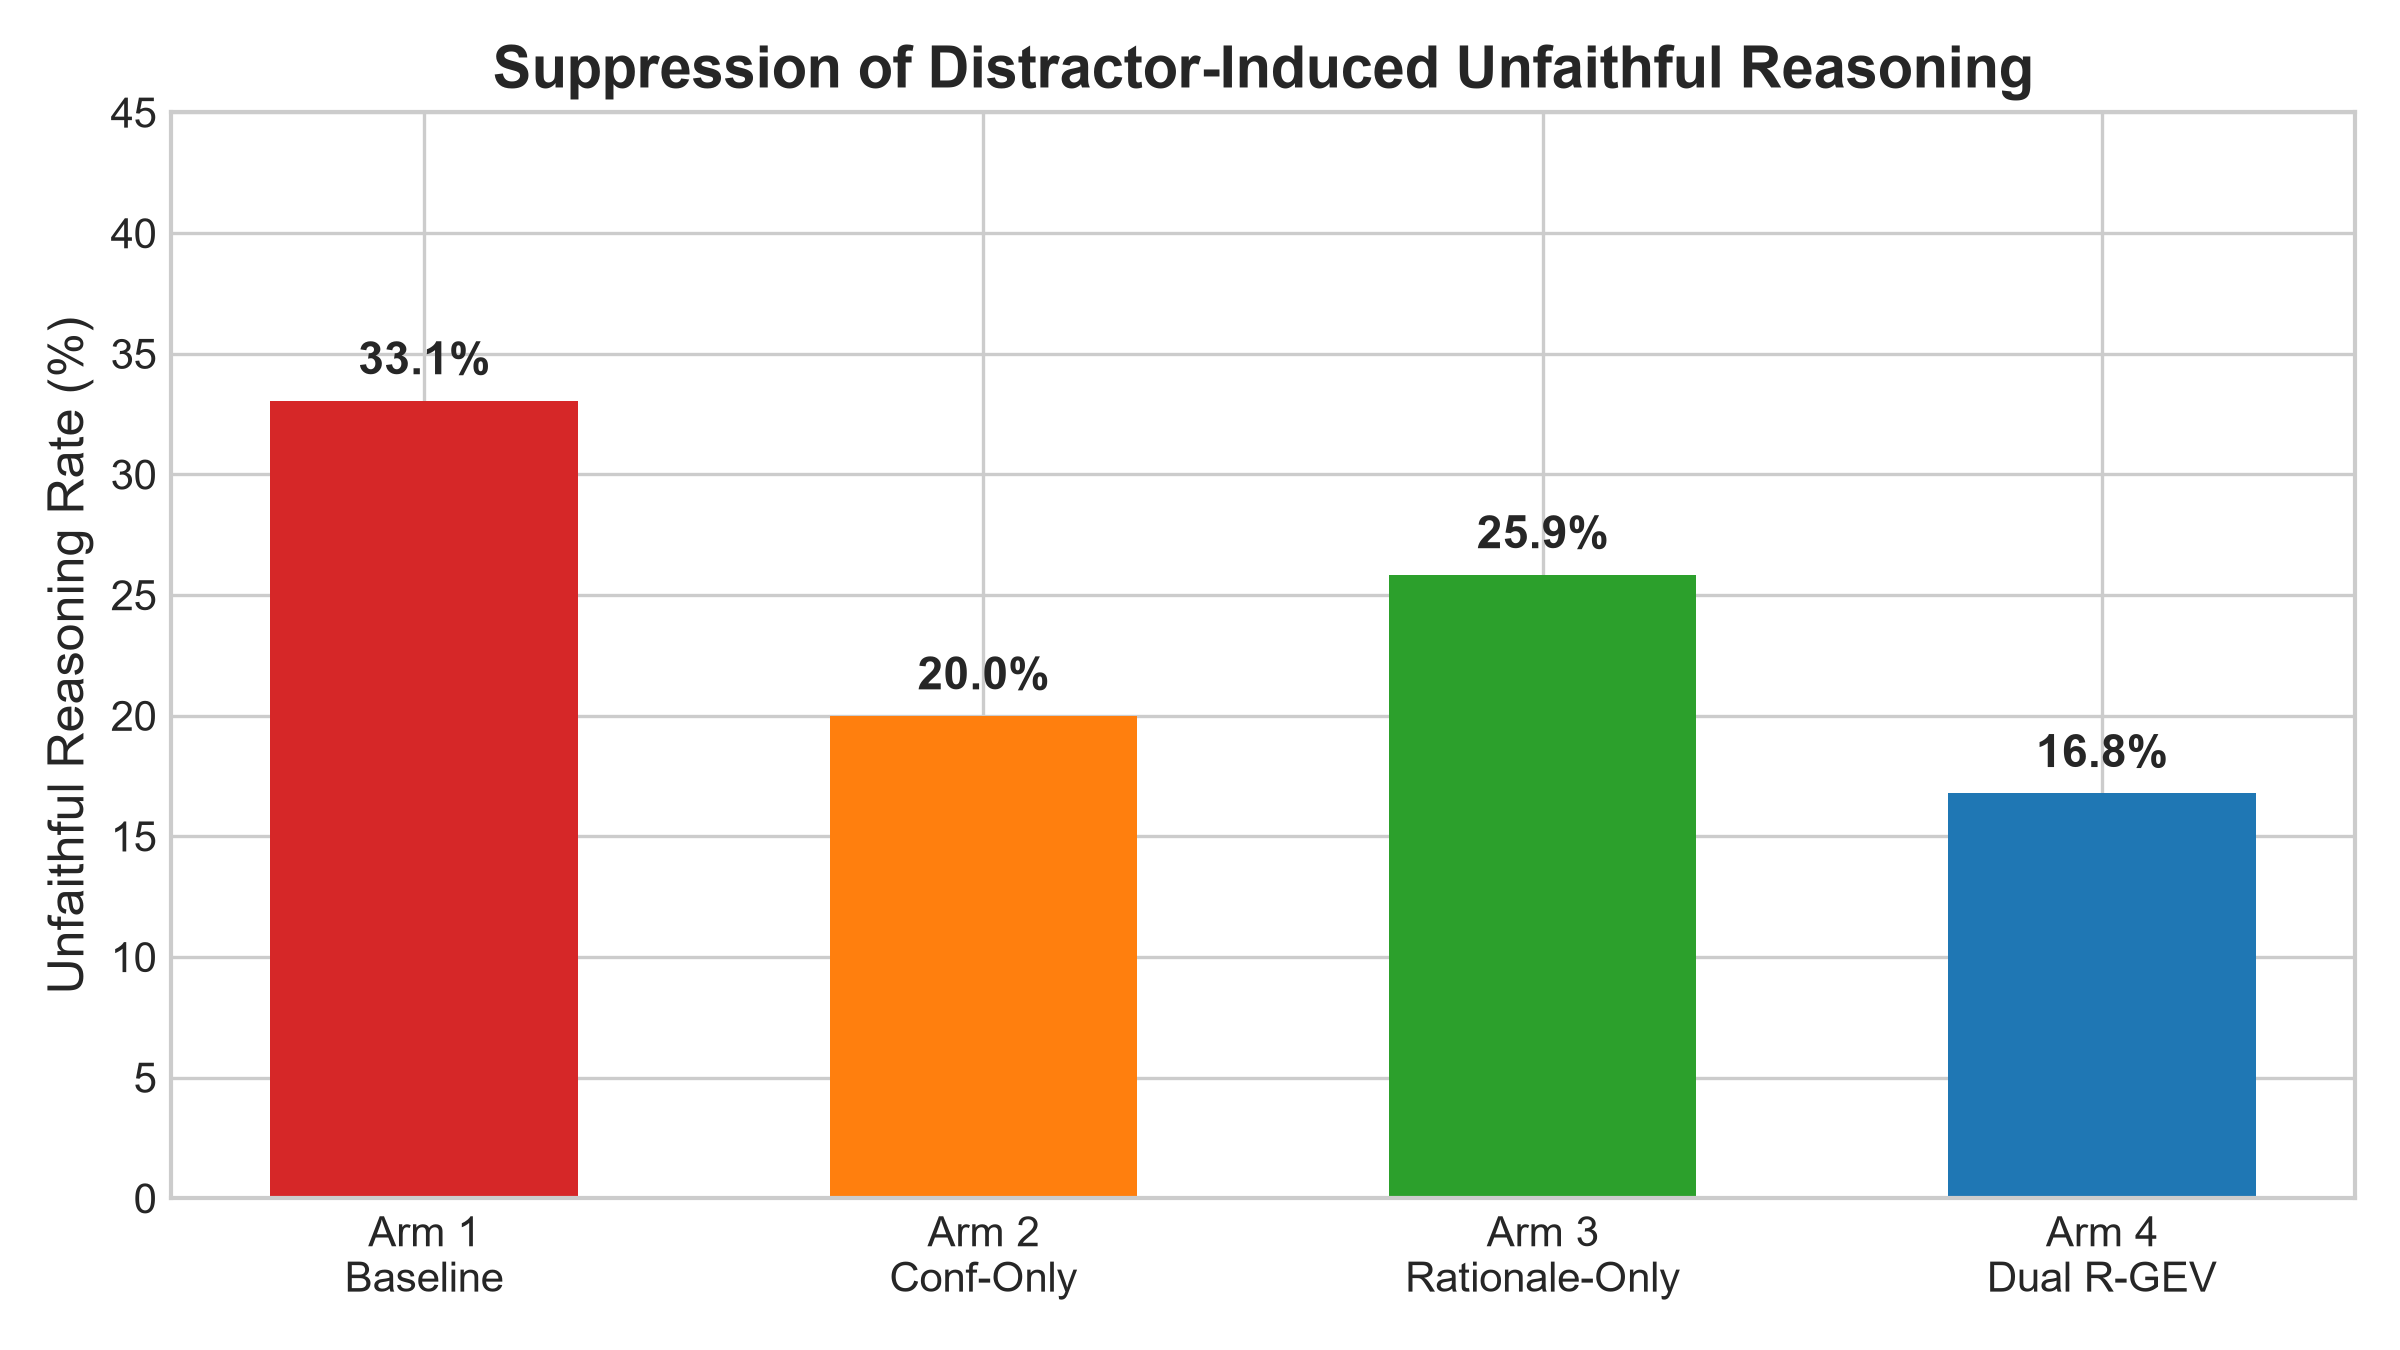 Suppression of Distractor-Induced Unfaithful Reasoning
Unfaithful Reasoning Rate (%)
45
40
35
30
25
20
15
10
5
0
33.1%
20.0%
25.9%
16.8%
Arm 1
Baseline
Arm 2
Conf-Only
Arm 3
Rationale-Only
Arm 4
Dual R-GEV